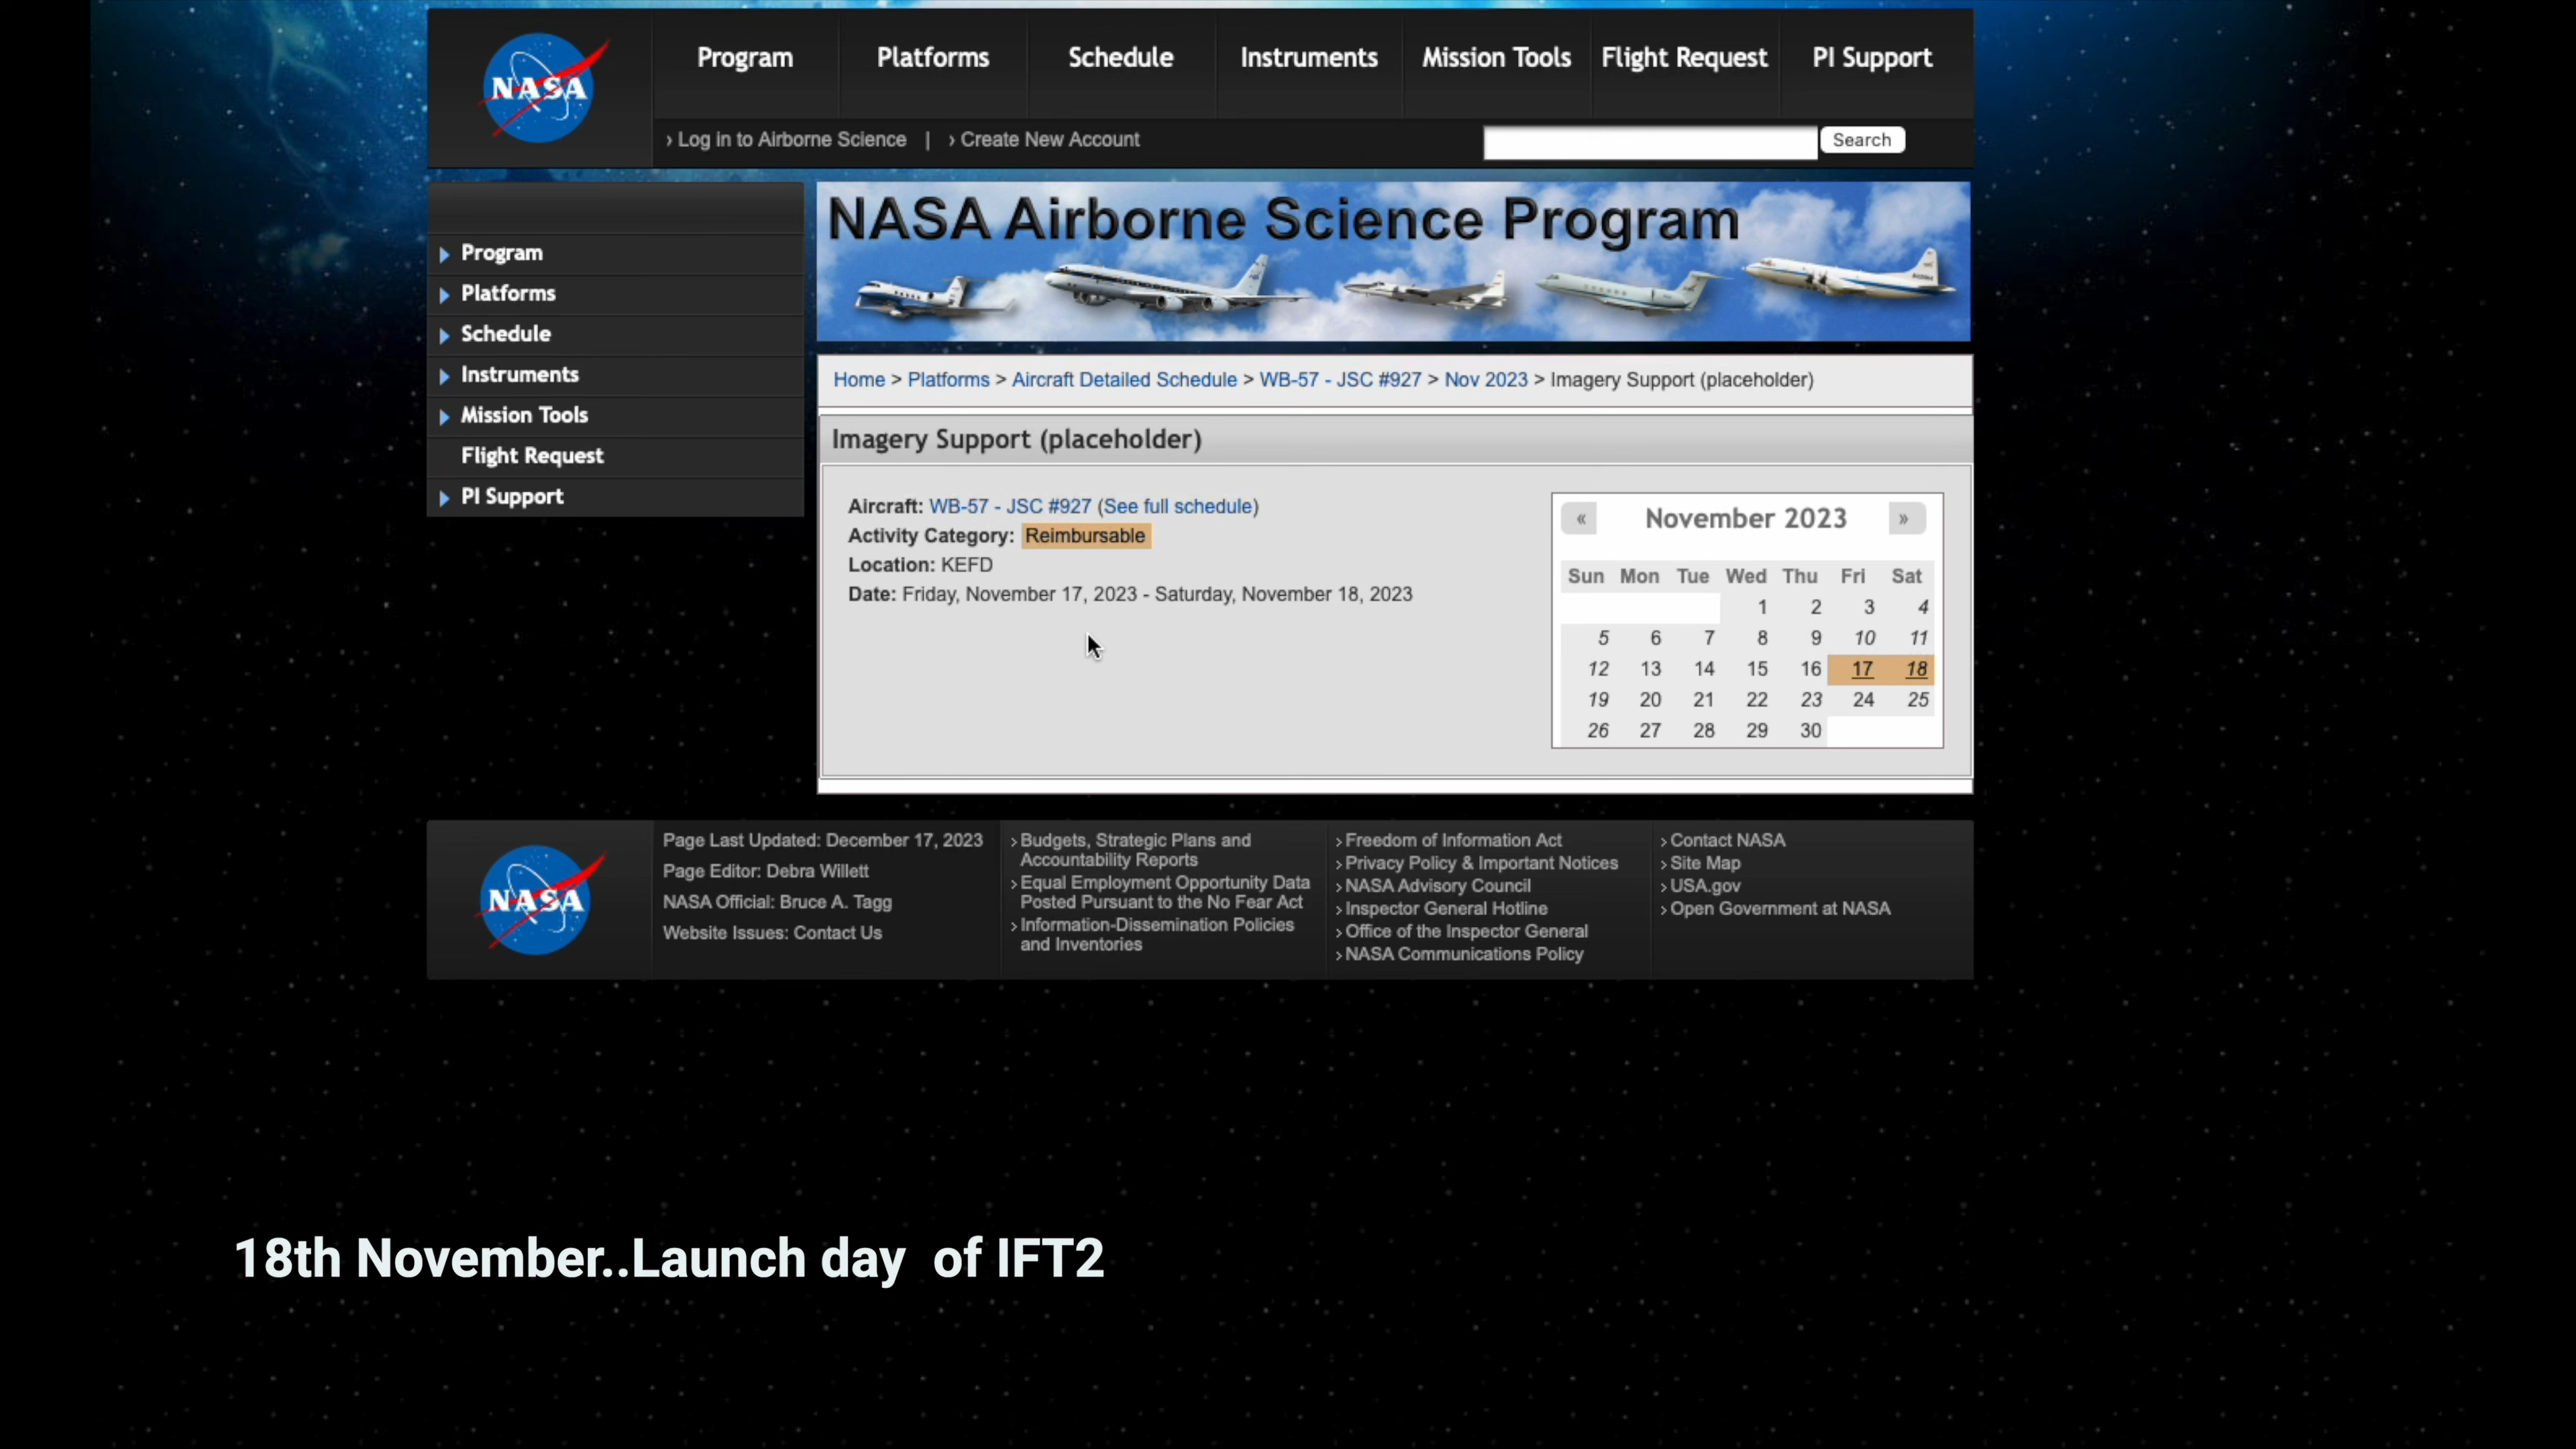 NASA
Program
Platforms
Schedule
Instruments
Mission Tools
Flight Request
PI Support
› Log in to Airborne Science | › Create New Account
Search
Program
Platforms
Schedule
Instruments
Mission Tools
Flight Request
PI Support
NASA Airborne Science Program
Home > Platforms > Aircraft Detailed Schedule > WB-57 - JSC #927 > Nov 2023 > Imagery Support (placeholder)
Imagery Support (placeholder)
Aircraft: WB-57 - JSC #927 (See full schedule)
Activity Category: Reimbursable
Location: KEFD
Date: Friday, November 17, 2023 - Saturday, November 18, 2023
« November 2023 »
Sun Mon Tue Wed Thu Fri Sat
1 2 3 4
5 6 7 8 9 10 11
12 13 14 15 16 17 18
19 20 21 22 23 24 25
26 27 28 29 30
NASA
Page Last Updated: December 17, 2023
Page Editor: Debra Willett
NASA Official: Bruce A. Tagg
Website Issues: Contact Us
› Budgets, Strategic Plans and
Accountability Reports
› Equal Employment Opportunity Data
Posted Pursuant to the No Fear Act
› Information-Dissemination Policies
and Inventories
› Freedom of Information Act
› Privacy Policy & Important Notices
› NASA Advisory Council
› Inspector General Hotline
› Office of the Inspector General
› NASA Communications Policy
› Contact NASA
› Site Map
› USA.gov
› Open Government at NASA
18th November..Launch day  of IFT2